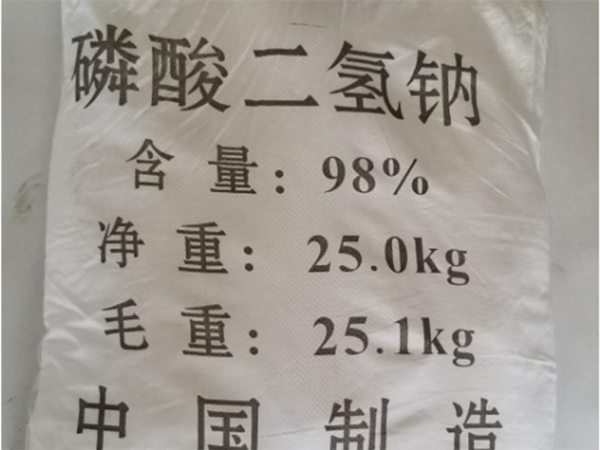 磷酸二氢钠
含量：98%
净重：25.0kg
毛重：25.1kg
中国制造